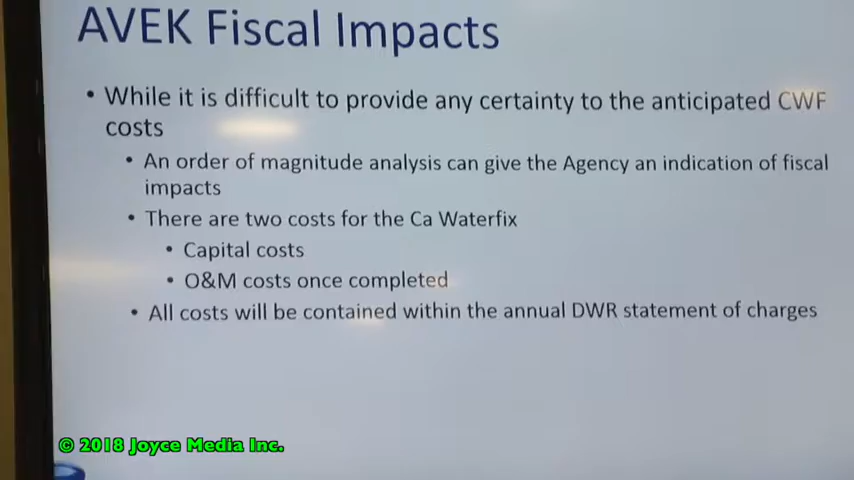 AVEK Fiscal Impacts
• While it is difficult to provide any certainty to the anticipated CWF
costs
• An order of magnitude analysis can give the Agency an indication of fiscal
impacts
• There are two costs for the Ca Waterfix
• Capital costs
• O&M costs once completed
• All costs will be contained within the annual DWR statement of charges
© 2018 Joyce Media Inc.